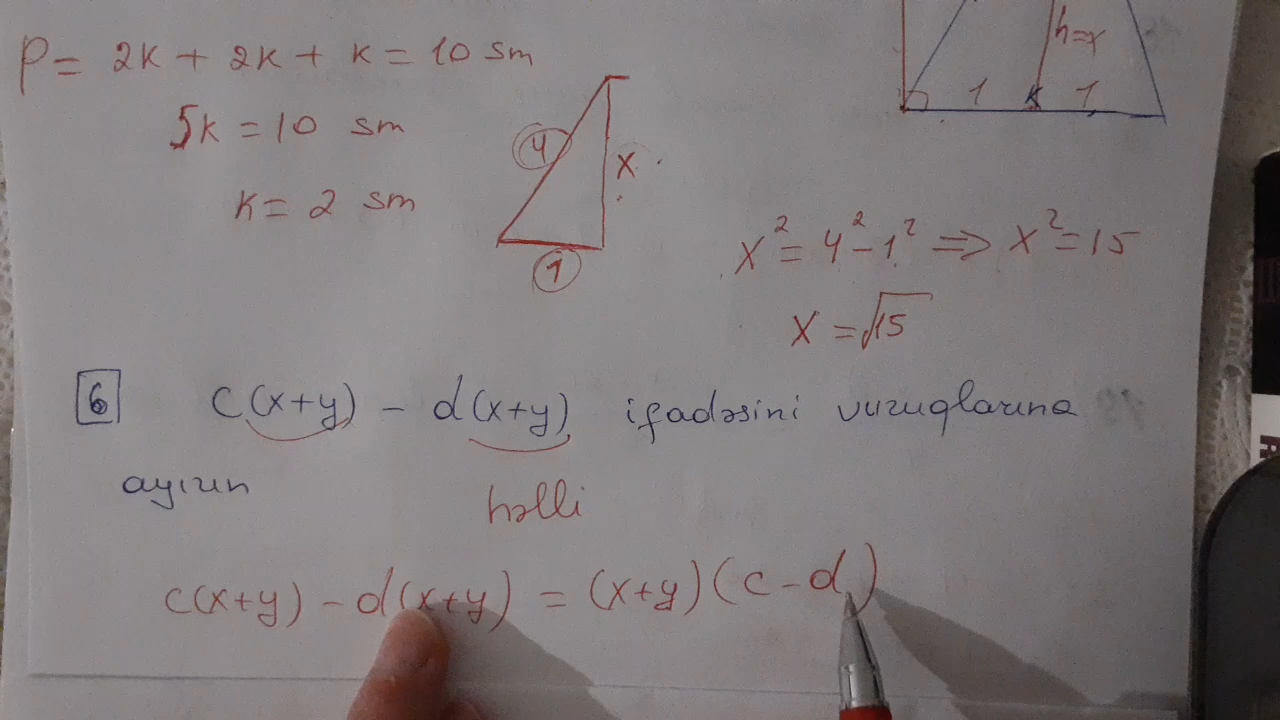 P = 2k + 2k + k = 10 sm
h=x
1 k 1
5k = 10 sm
4
x
k = 2 sm
1
x² = 4² - 1² ⇒ x² = 15
x = √15
6 c(x+y) - d(x+y) ifadəsini vuruqlarına
ayırın
həlli
c(x+y) - d(x+y) = (x+y)(c-d)